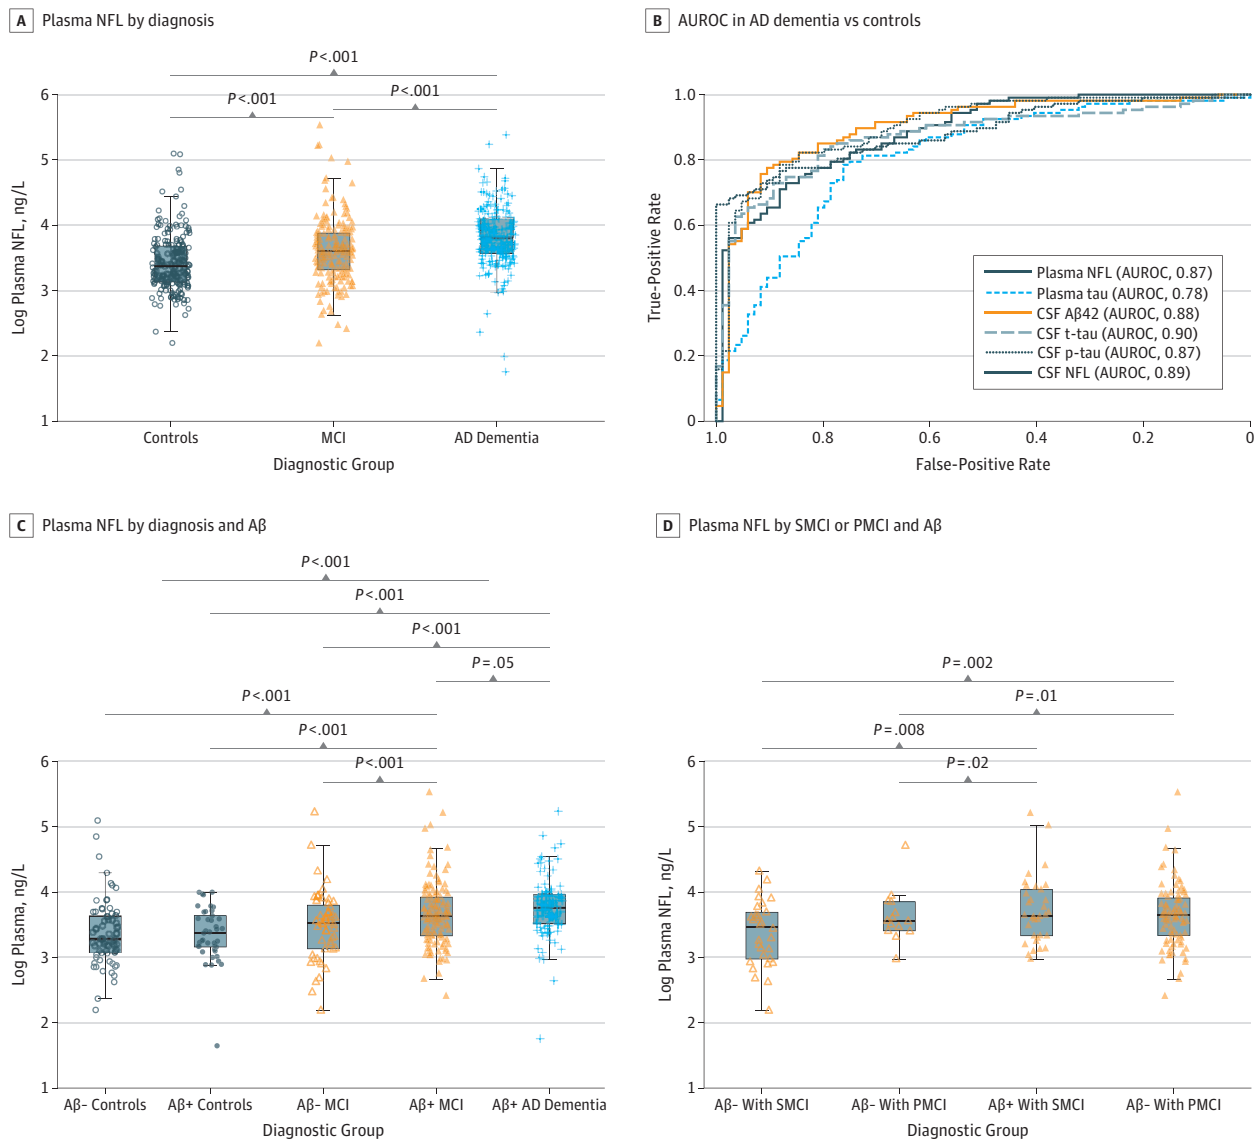 A Plasma NFL by diagnosis
P<.001
P<.001
P<.001
6
5
4
3
2
1
Log Plasma NFL, ng/L
Controls
MCI
AD Dementia
Diagnostic Group
B AUROC in AD dementia vs controls
1.0
0.8
0.6
0.4
0.2
0
True-Positive Rate
Plasma NFL (AUROC, 0.87)
Plasma tau (AUROC, 0.78)
CSF Aβ42 (AUROC, 0.88)
CSF t-tau (AUROC, 0.90)
CSF p-tau (AUROC, 0.87)
CSF NFL (AUROC, 0.89)
1.0
0.8
0.6
0.4
0.2
0
False-Positive Rate
C Plasma NFL by diagnosis and Aβ
P<.001
P<.001
P<.001
P=.05
P<.001
P<.001
P<.001
6
5
4
3
2
1
Log Plasma, ng/L
Aβ– Controls
Aβ+ Controls
Aβ– MCI
Aβ+ MCI
Aβ+ AD Dementia
Diagnostic Group
D Plasma NFL by SMCI or PMCI and Aβ
P=.002
P=.01
P=.008
P=.02
6
5
4
3
2
1
Log Plasma NFL, ng/L
Aβ– With SMCI
Aβ– With PMCI
Aβ+ With SMCI
Aβ– With PMCI
Diagnostic Group